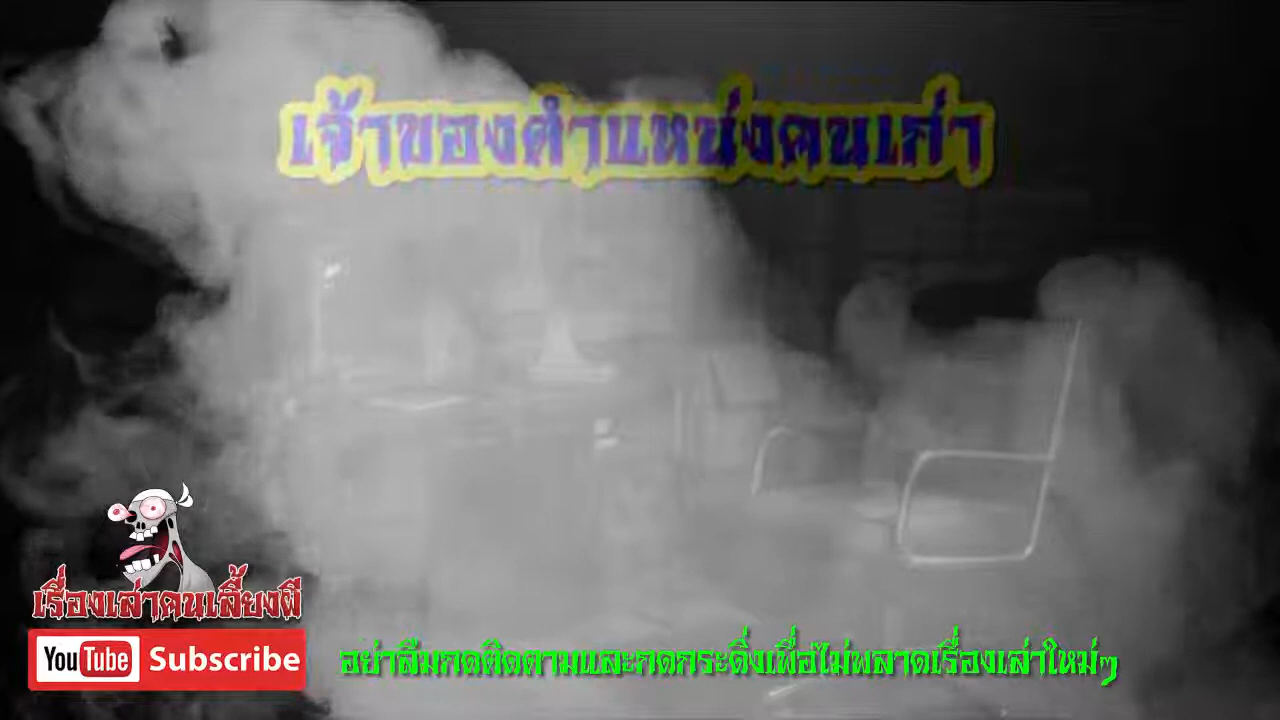 เจ้าของตำแหน่งคนเก่า
เรื่องเล่าคนเลี้ยงผี
YouTube Subscribe
อย่าลืมกดติดตามและกดกระดิ่งเพื่อไม่พลาดเรื่องเล่าใหม่ๆ